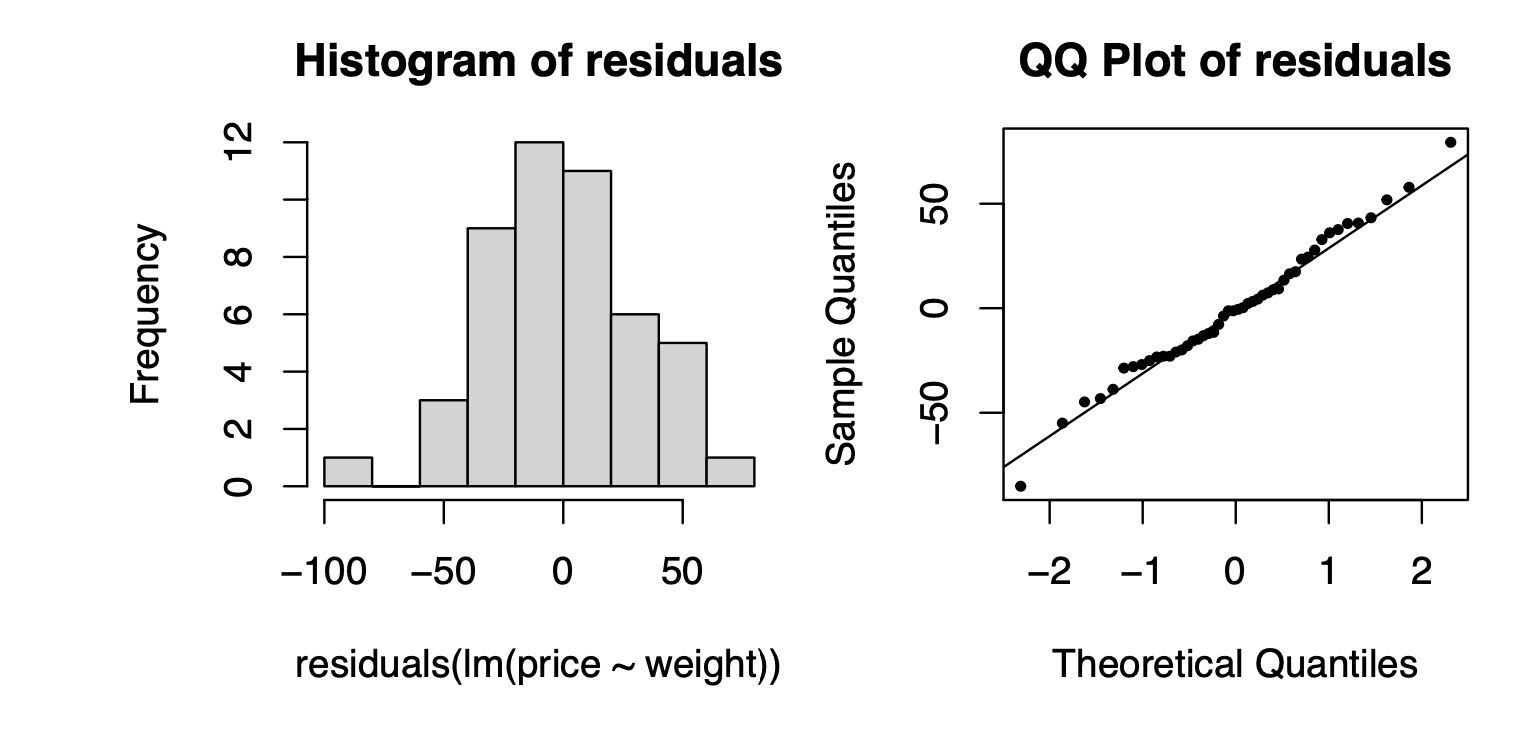 Histogram of residuals
Frequency
12
8
6
4
2
0
−100 −50 0 50
residuals(lm(price ~ weight))
QQ Plot of residuals
Sample Quantiles
50
0
−50
−2 −1 0 1 2
Theoretical Quantiles